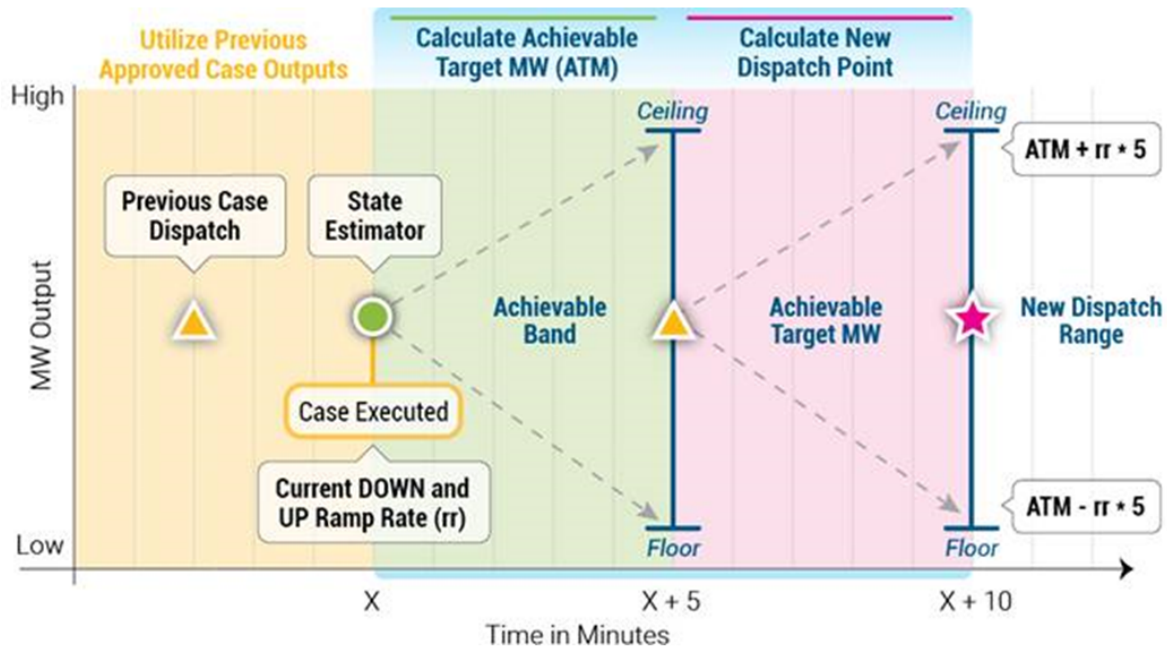 Utilize Previous
Approved Case Outputs
Calculate Achievable
Target MW (ATM)
Calculate New
Dispatch Point
High
Ceiling
Ceiling
ATM + rr * 5
Previous Case
Dispatch
State
Estimator
MW Output
Achievable
Band
Achievable
Target MW
New Dispatch
Range
Case Executed
Current DOWN and
UP Ramp Rate (rr)
ATM - rr * 5
Low
Floor
Floor
X
X + 5
X + 10
Time in Minutes